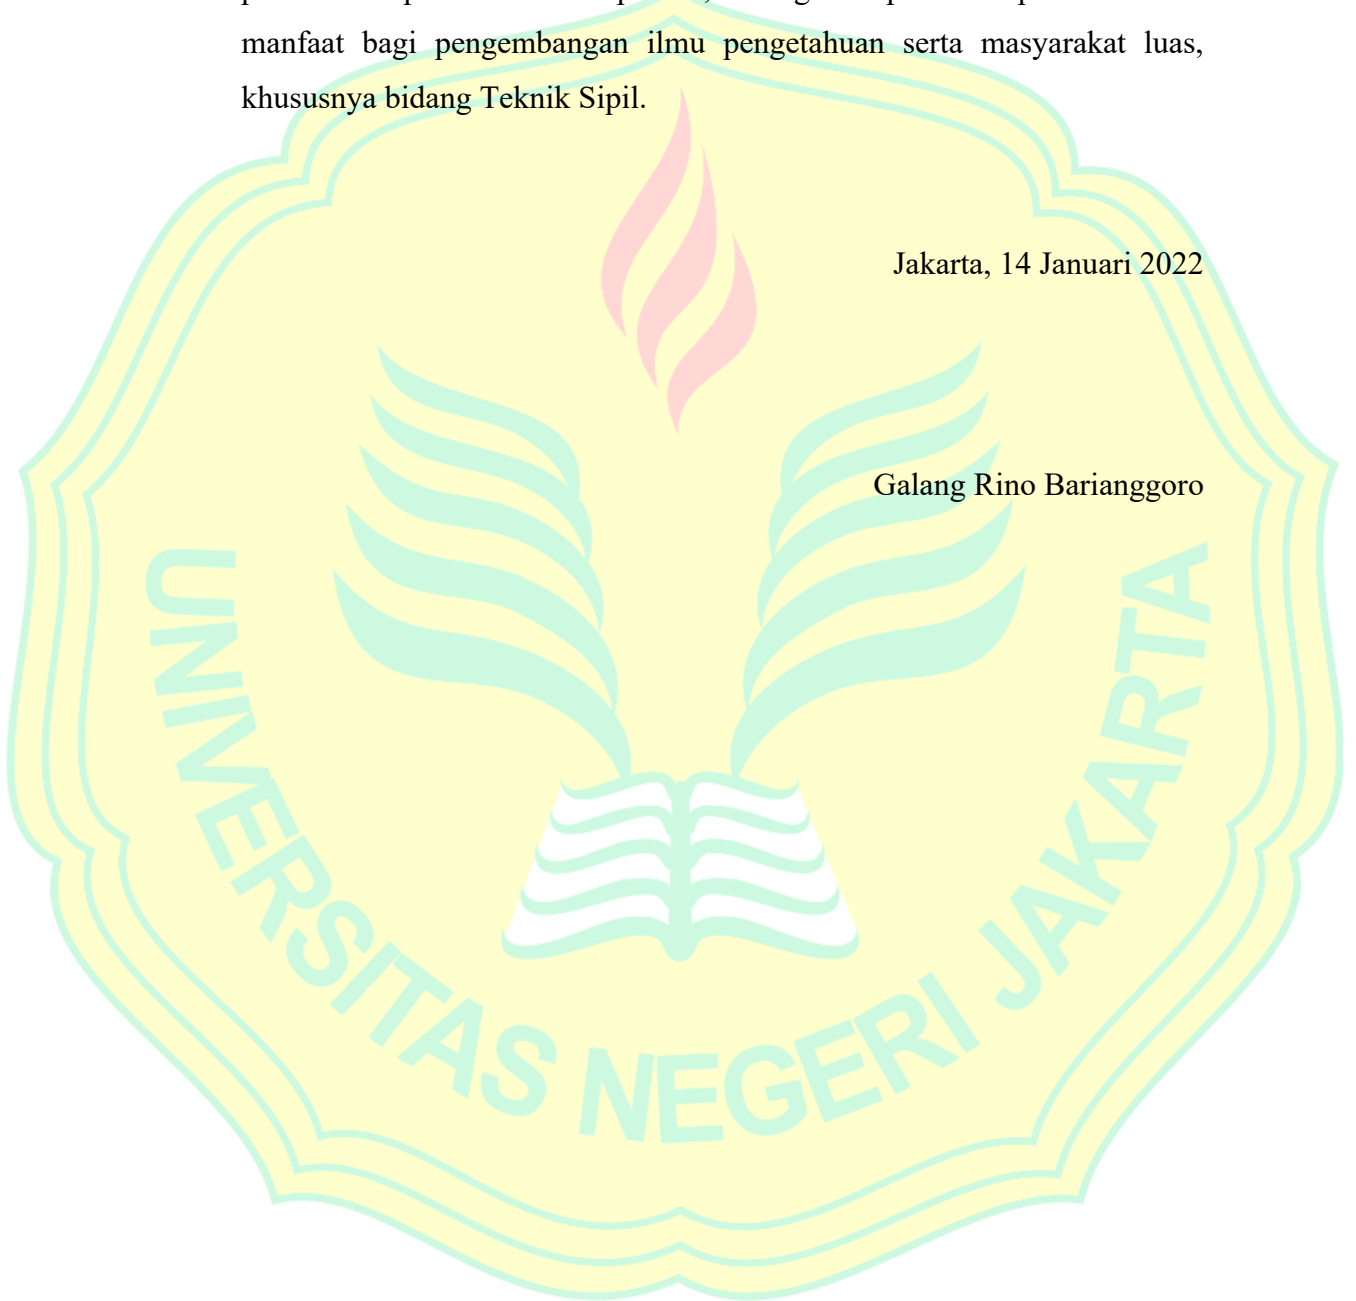 manfaat bagi pengembangan ilmu pengetahuan serta masyarakat luas,
khususnya bidang Teknik Sipil.
Jakarta, 14 Januari 2022
Galang Rino Barianggoro
UNIVERSITAS NEGERI JAKARTA